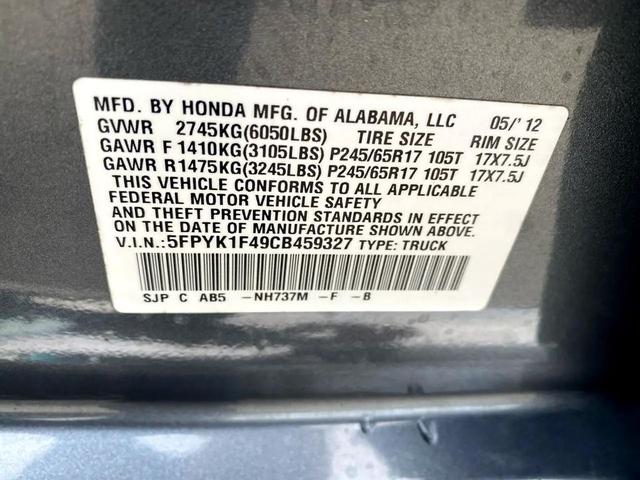 MFD. BY HONDA MFG. OF ALABAMA, LLC 05/'12
GVWR 2745KG(6050LBS) TIRE SIZE RIM SIZE
GAWR F 1410KG(3105LBS) P245/65R17 105T 17X7.5J
GAWR R 1475KG(3245LBS) P245/65R17 105T 17X7.5J
THIS VEHICLE CONFORMS TO ALL APPLICABLE
FEDERAL MOTOR VEHICLE SAFETY
AND THEFT PREVENTION STANDARDS IN EFFECT
ON THE DATE OF MANUFACTURE SHOWN ABOVE.
V.I.N.:5FPYK1F49CB459327 TYPE: TRUCK
SJP C AB5 -NH737M -F -B